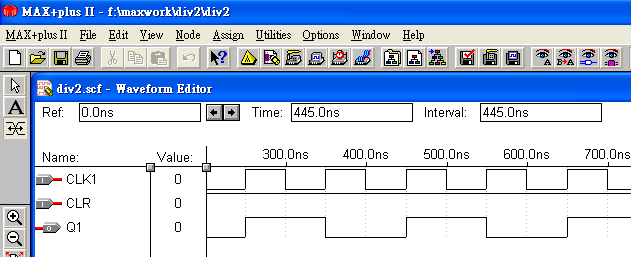 MAX+plus II - f:\maxwork\div2\div2
MAX+plus II File Edit View Node Assign Utilities Options Window Help
div2.scf - Waveform Editor
Ref: 0.0ns Time: 445.0ns Interval: 445.0ns
300.0ns 400.0ns 500.0ns 600.0ns 700.0ns
Name: Value:
CLK1 0
CLR 0
Q1 0